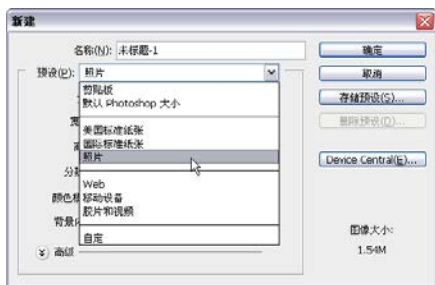 新建
名称(N): 未标题-1
确定
预设(P): 照片
取消
剪贴板
默认 Photoshop 大小
存储预设(S)...
删除预设(D)...
美国标准纸张
国际标准纸张
照片
Device Central(E)...
Web
移动设备
胶片和视频
自定
图像大小:
1.54M
高级